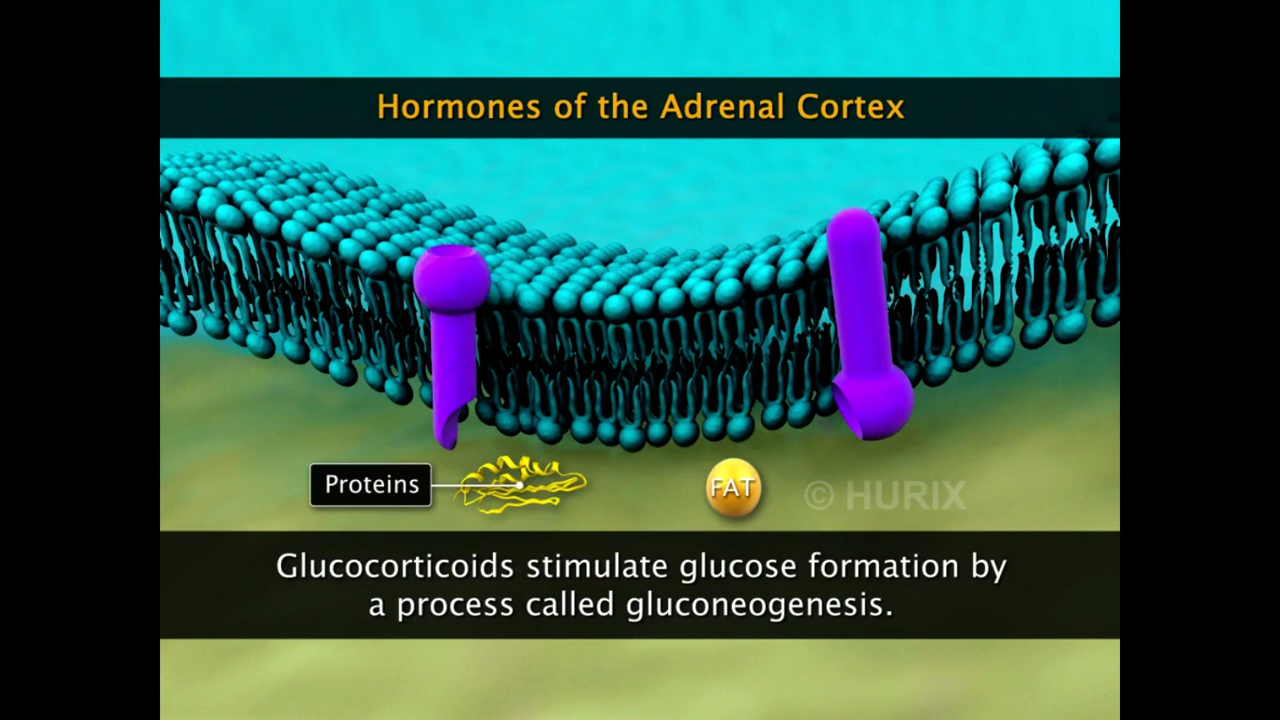 Hormones of the Adrenal Cortex
Proteins
FAT
© HURIX
Glucocorticoids stimulate glucose formation by
a process called gluconeogenesis.